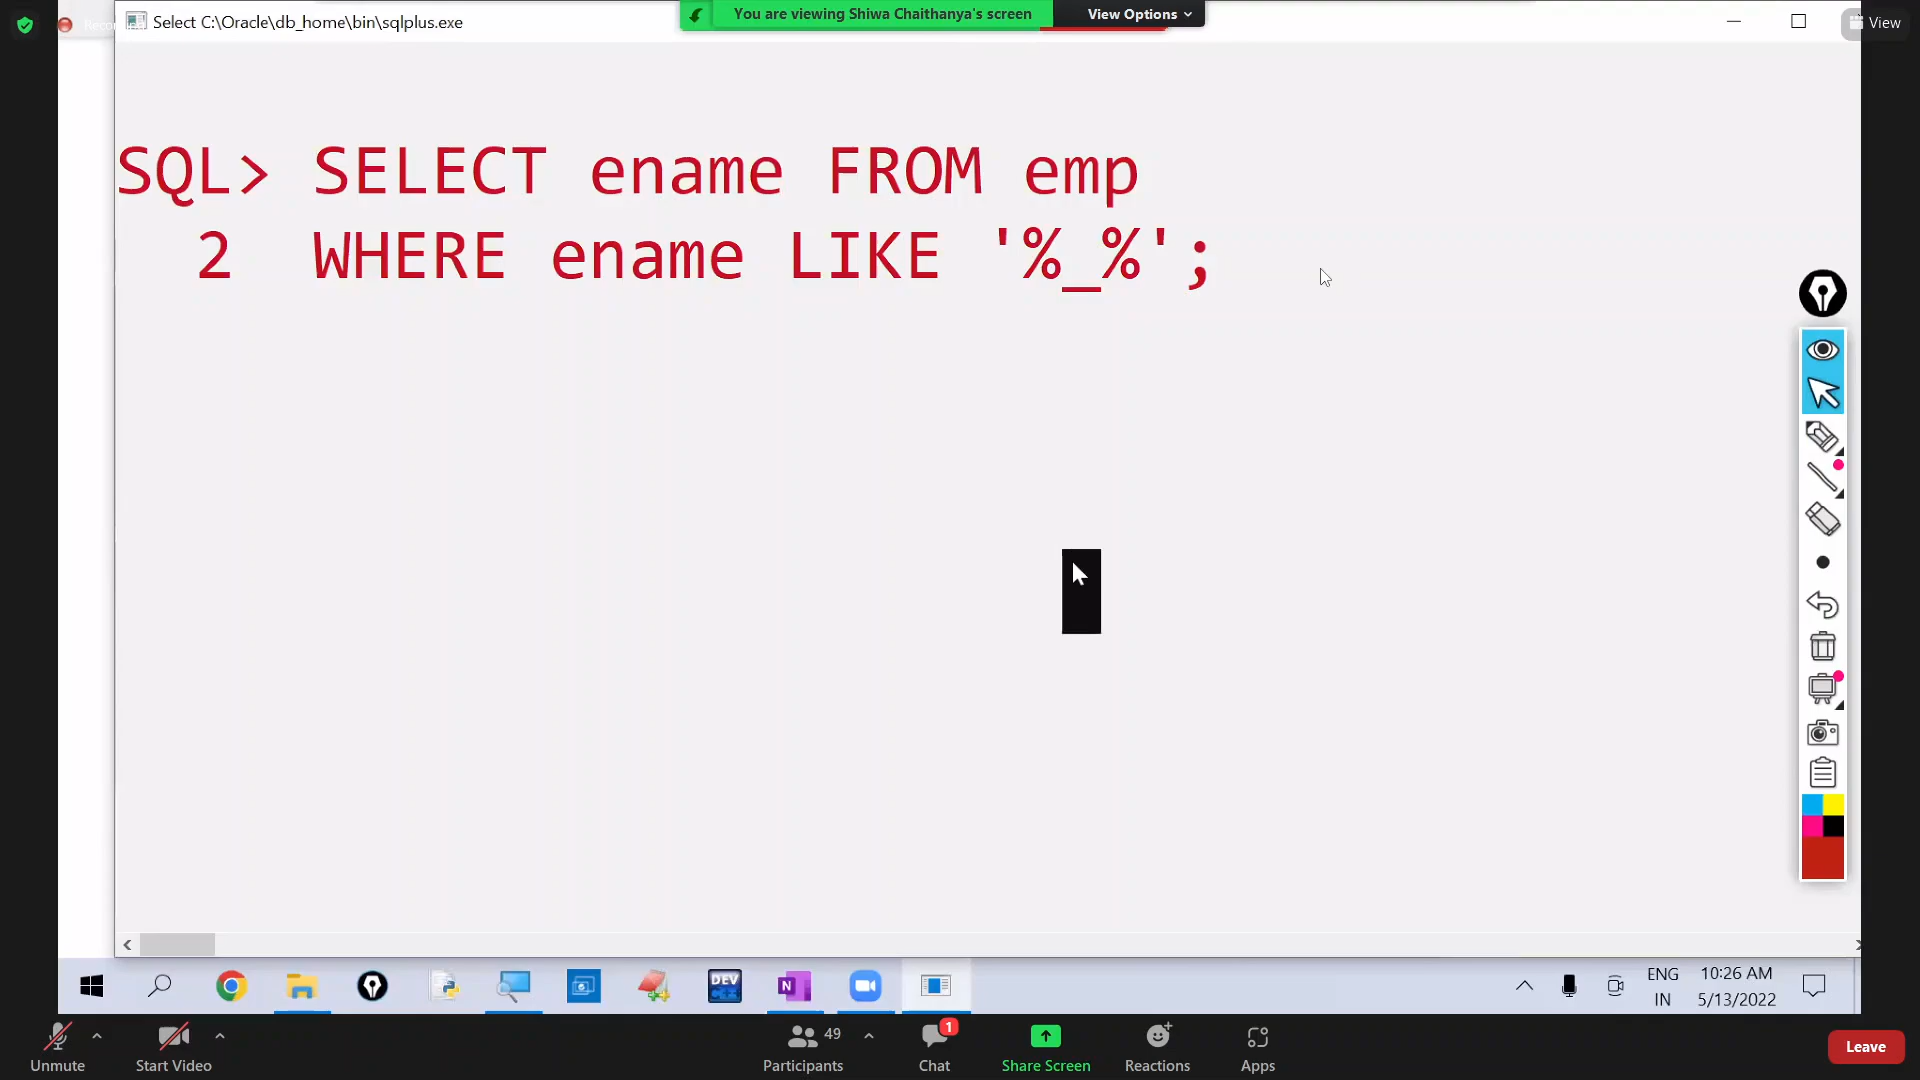 Select C:\Oracle\db_home\bin\sqlplus.exe
You are viewing Shiwa Chaithanya's screen
View Options
View
SQL> SELECT ename FROM emp
2 WHERE ename LIKE '%_%';
DEV
N
ENG
IN
10:26 AM
5/13/2022
Unmute
Start Video
49
Participants
1
Chat
Share Screen
Reactions
Apps
Leave